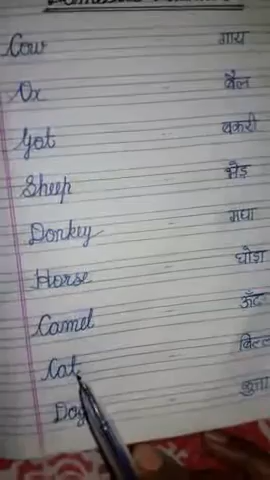 Cow गाय
Ox बैल
Got बकरी
Sheep भेड़
Donkey गधा
Horse घोड़ा
Camel ऊँट
Cat
Dog कुत्ता